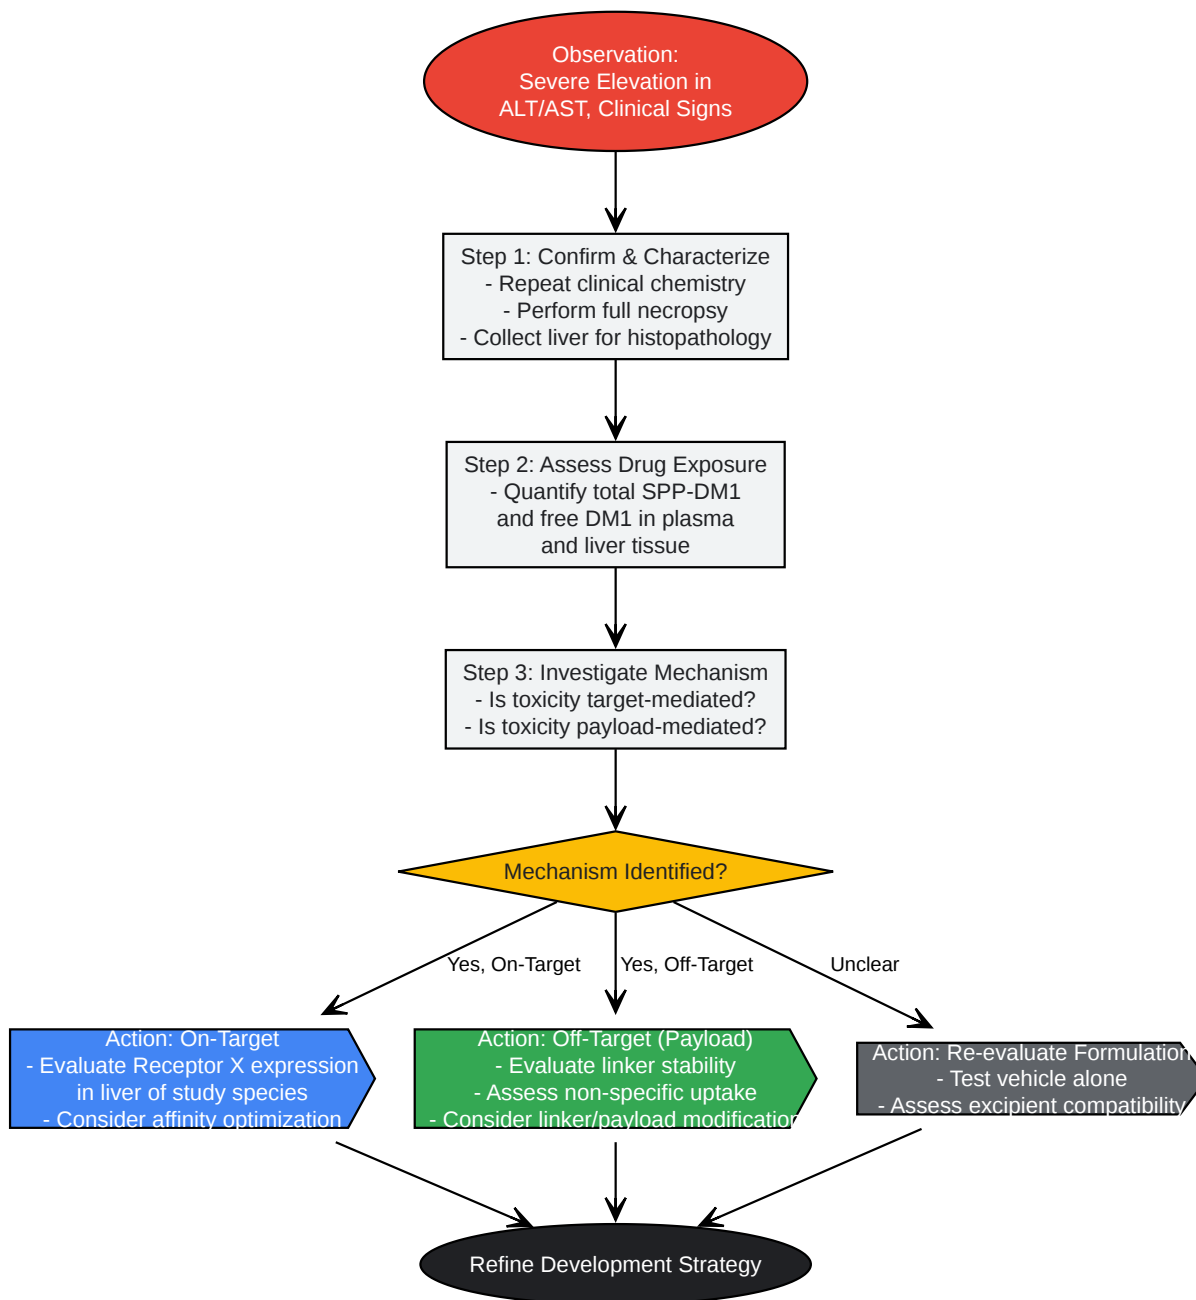 Observation:
Severe Elevation in
ALT/AST, Clinical Signs
Step 1: Confirm & Characterize
- Repeat clinical chemistry
- Perform full necropsy
- Collect liver for histopathology
Step 2: Assess Drug Exposure
- Quantify total SPP-DM1
and free DM1 in plasma
and liver tissue
Step 3: Investigate Mechanism
- Is toxicity target-mediated?
- Is toxicity payload-mediated?
Mechanism Identified?
Yes, On-Target
Yes, Off-Target
Unclear
Action: On-Target
- Evaluate Receptor X expression
in liver of study species
- Consider affinity optimization
Action: Off-Target (Payload)
- Evaluate linker stability
- Assess non-specific uptake
- Consider linker/payload modification
Action: Re-evaluate Formulation
- Test vehicle alone
- Assess excipient compatibility
Refine Development Strategy